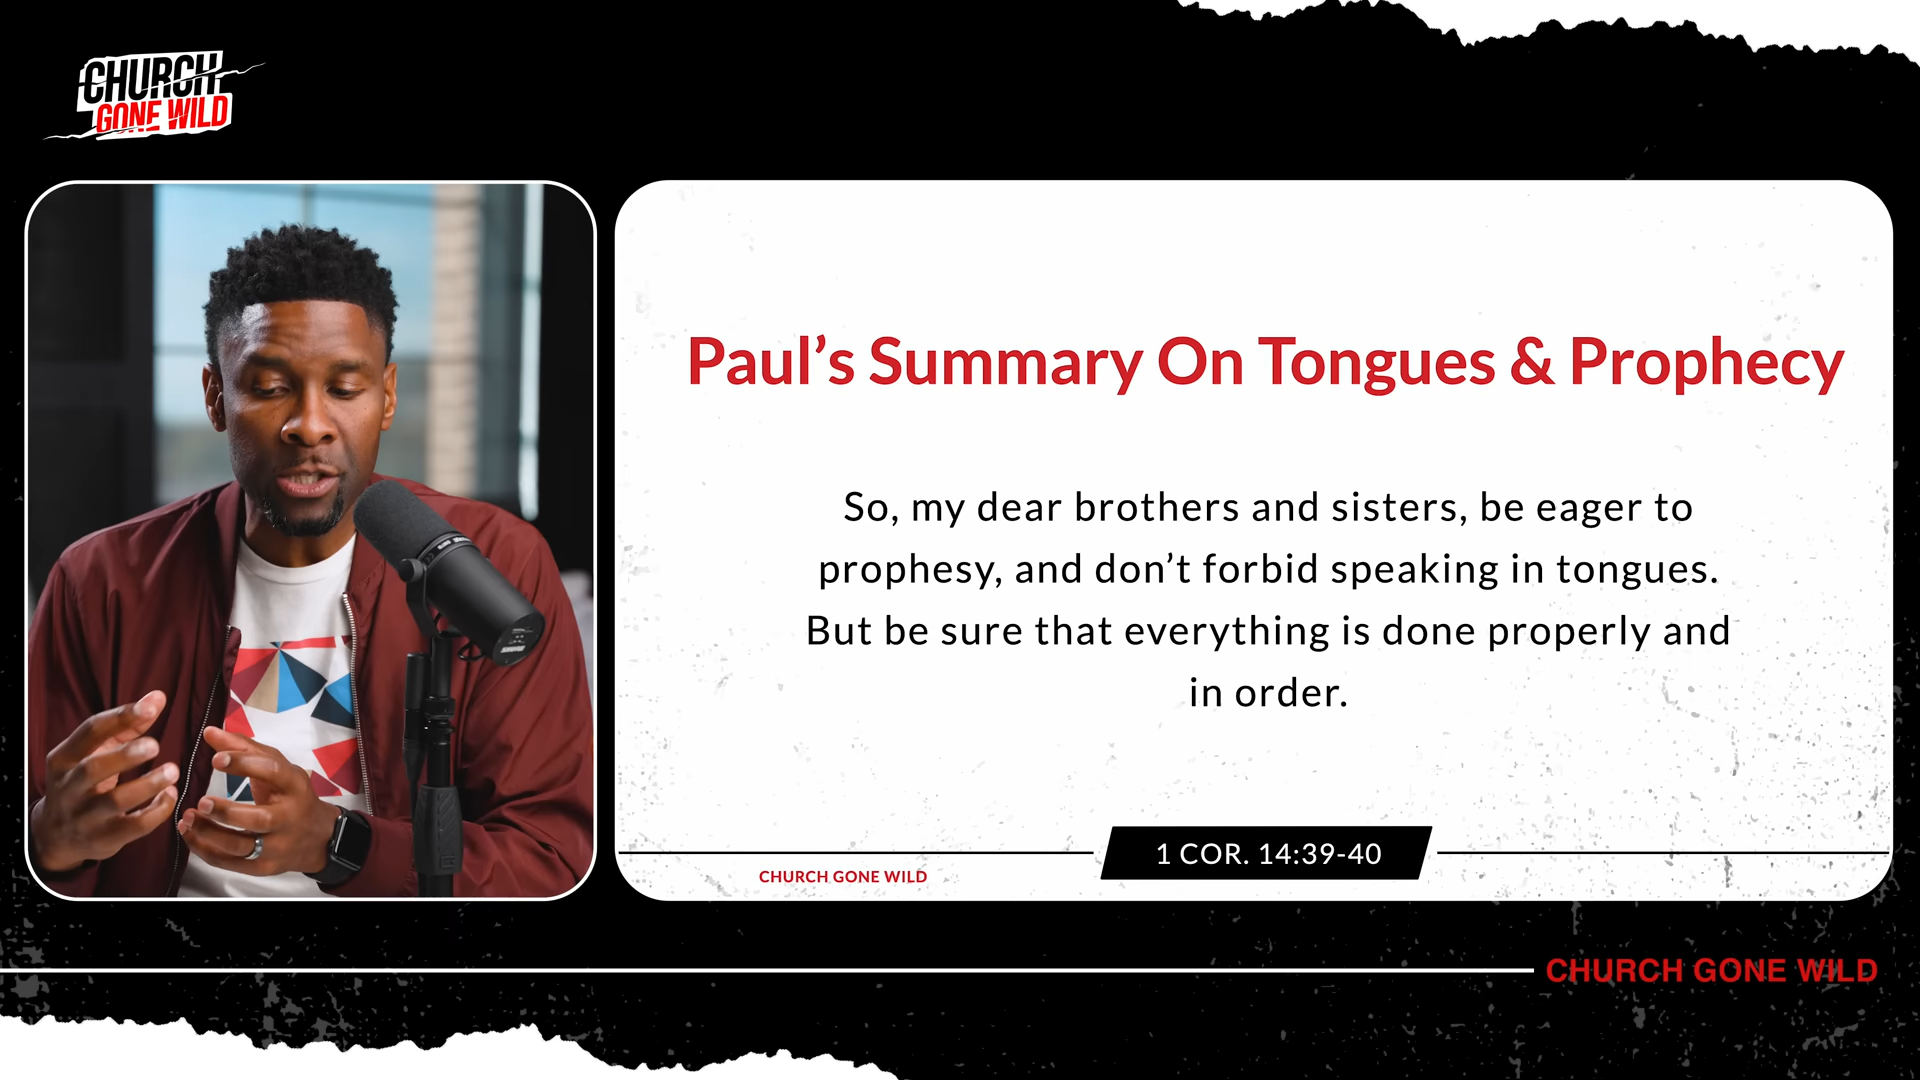 CHURCH
GONE WILD
Paul’s Summary On Tongues & Prophecy
So, my dear brothers and sisters, be eager to
prophesy, and don’t forbid speaking in tongues.
But be sure that everything is done properly and
in order.
1 COR. 14:39-40
CHURCH GONE WILD
CHURCH GONE WILD
SHURE